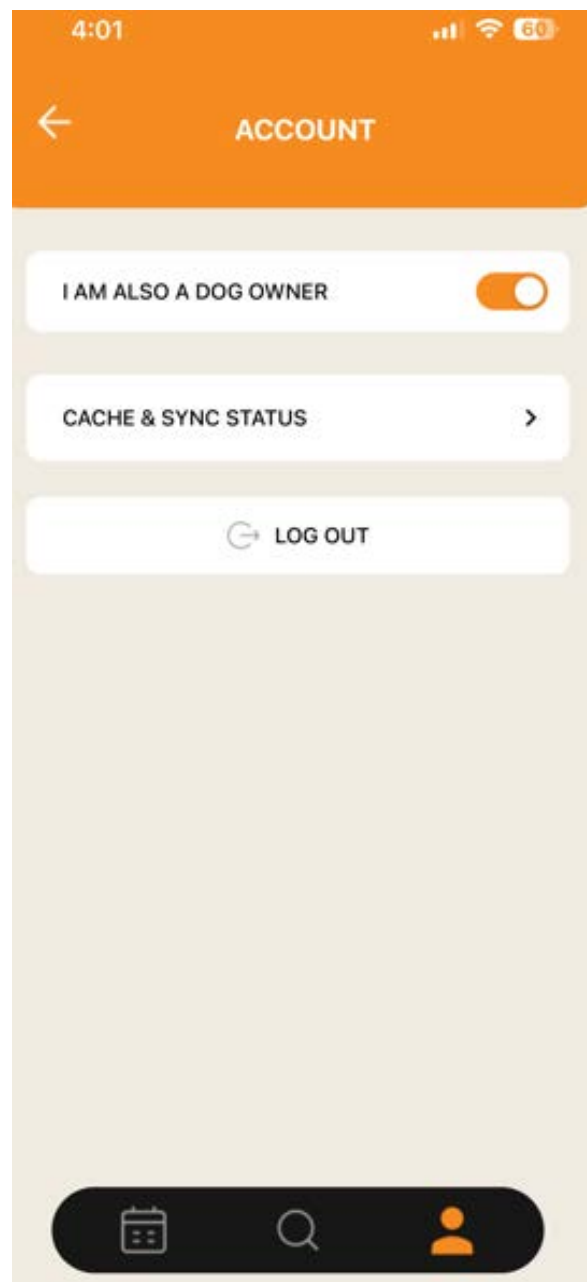 4:01
60
ACCOUNT
I AM ALSO A DOG OWNER
CACHE & SYNC STATUS
LOG OUT